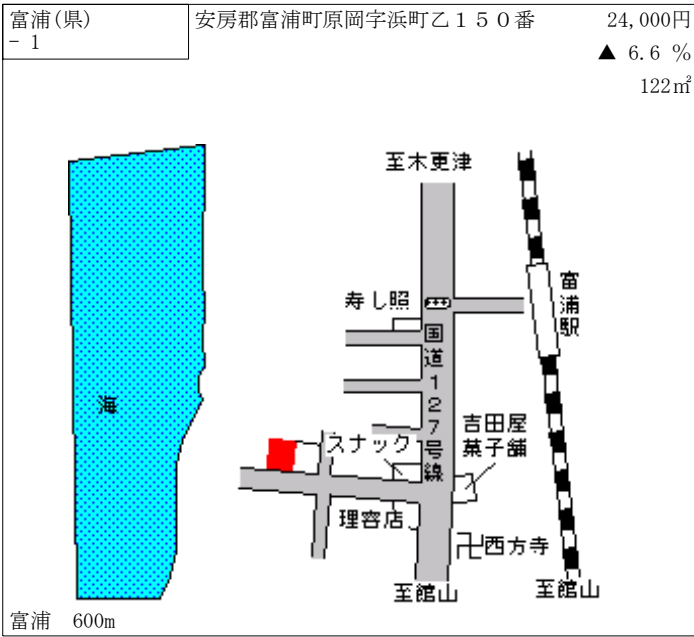 富浦(県)
- 1
安房郡富浦町原岡字浜町乙１５０番
24,000円
▲ 6.6 %
122㎡
至木更津
寿し照
富浦駅
国道127号線
海
スナック
吉田屋
菓子舗
理容店
卍西方寺
至館山
至館山
富浦 600m